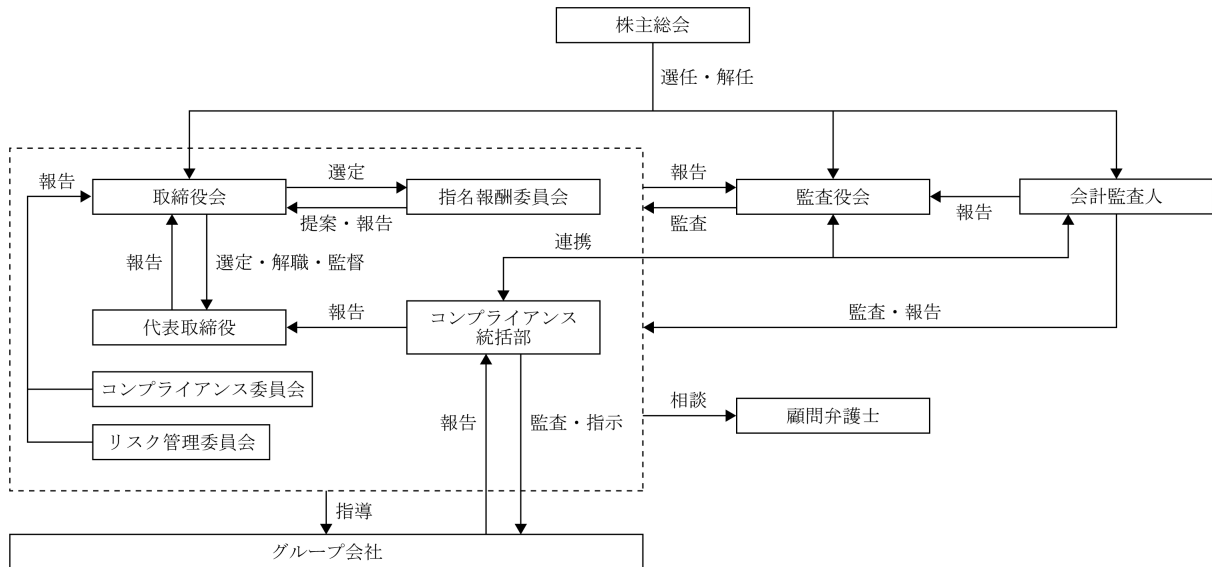 株主総会
選任・解任
報告
取締役会
選定
提案・報告
指名報酬委員会
報告
監査
監査役会
報告
会計監査人
連携
報告
選定・解職・監督
代表取締役
報告
コンプライアンス
統括部
監査・報告
コンプライアンス委員会
リスク管理委員会
報告
監査・指示
相談
顧問弁護士
指導
グループ会社